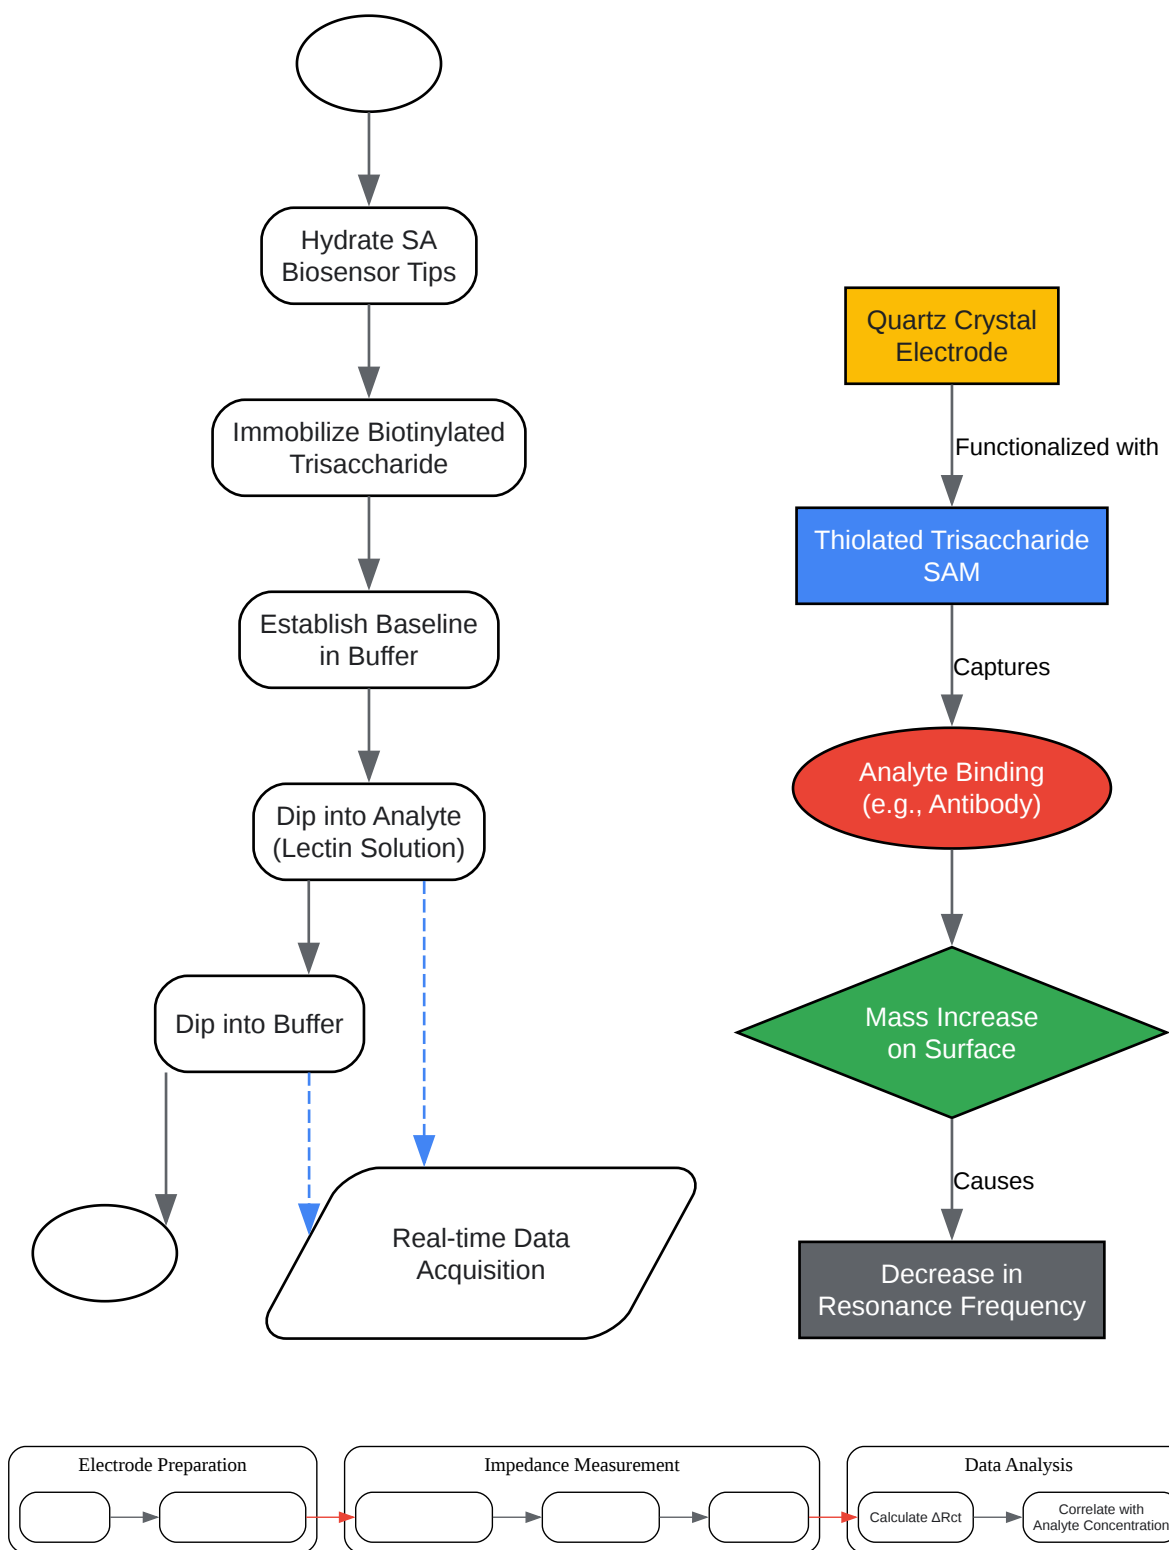 Hydrate SA
Biosensor Tips
Immobilize Biotinylated
Trisaccharide
Establish Baseline
in Buffer
Dip into Analyte
(Lectin Solution)
Dip into Buffer
Real-time Data
Acquisition
Quartz Crystal
Electrode
Functionalized with
Thiolated Trisaccharide
SAM
Captures
Analyte Binding
(e.g., Antibody)
Mass Increase
on Surface
Causes
Decrease in
Resonance Frequency
Electrode Preparation
Impedance Measurement
Data Analysis
Calculate ΔRct
Correlate with
Analyte Concentration